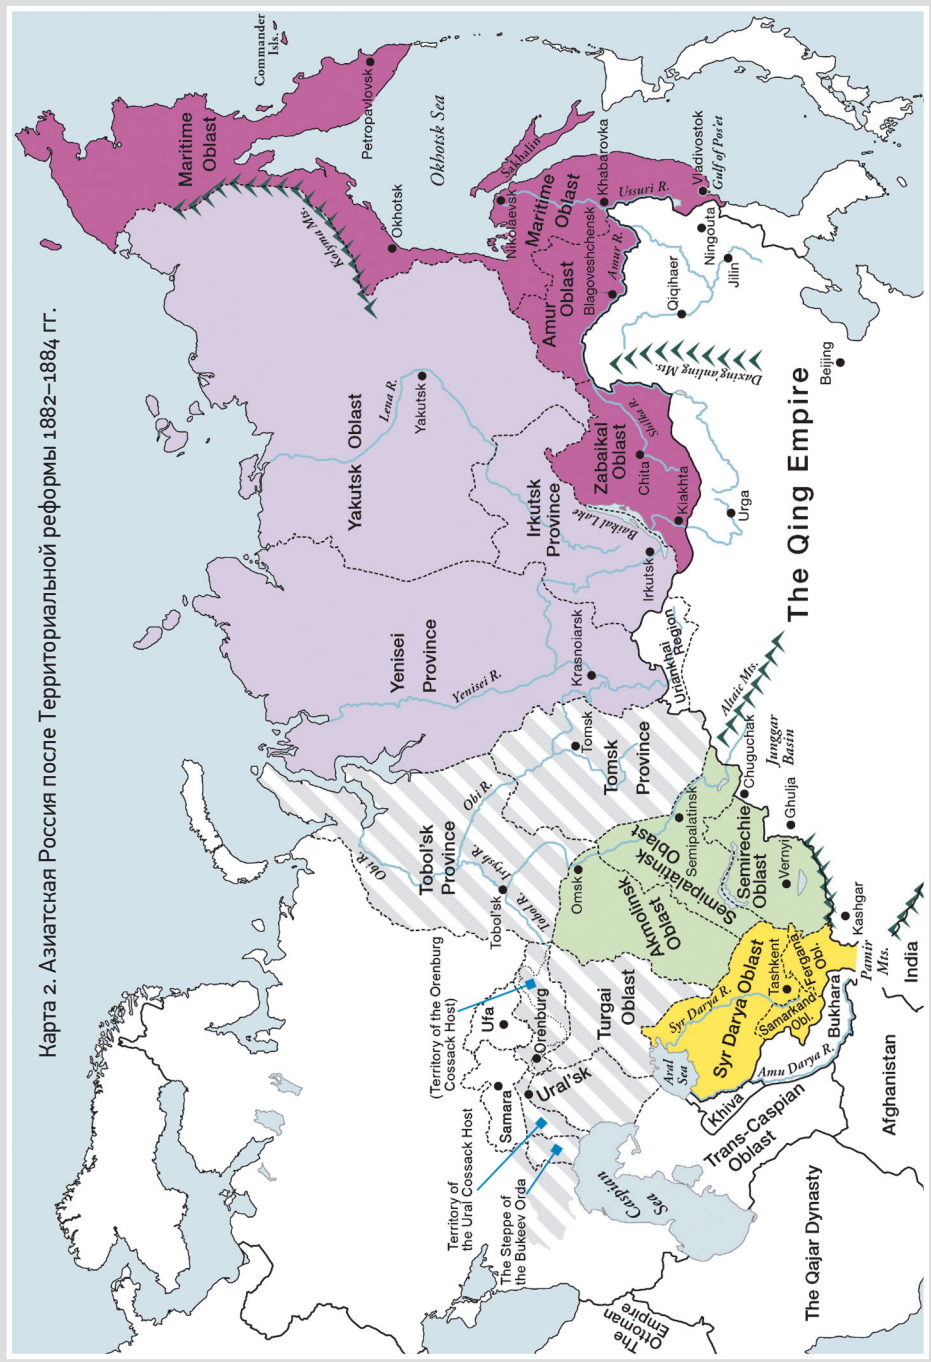 Карта 2. Азиатская Россия после Территориальной реформы 1882–1884 гг.
Commander
Isls.
Petropavlovsk
Maritime
Oblast
Okhotsk Sea
Sakhalin
Okhotsk
Kolyma Mts.
Nikolaevsk
Maritime
Oblast
Khabarovka
Ussuri R.
Vladivostok
Gulf of Pos'et
Amur
Oblast
Blagoveshchensk
Amur R.
Ningouta
Jilin
Qiqihaer
Daxing'anling Mts.
Beijing
Yakutsk Oblast
Lena R.
Yakutsk
Zabaikal
Oblast
Shilka R.
Chita
Kiakhta
Urga
Irkutsk
Province
Baikal Lake
Irkutsk
The Qing Empire
Yenisei
Province
Yenisei R.
Krasnoiarsk
Uriankhai
Region
Altaic Mts.
Tomsk
Tomsk
Province
Chuguchak
Junggar
Basin
Ghulja
Obi R.
Obi R.
Tobol'sk
Province
Irtysh R.
Tobol'sk
Tobol R.
Omsk
Semipalatinsk
Semipalatinsk
Oblast
Akmolinsk
Oblast
Semirechie
Oblast
Vernyi
Kashgar
Pamir
Mts.
India
(Territory of the Orenburg
Cossack Host)
Ufa
Orenburg
Turgai
Oblast
Syr Darya R.
Syr Darya Oblast
Tashkent
Fergana
Obl.
Samarkand
Obl.
Bukhara
Amu Darya R.
Aral
Sea
Khiva
Trans-Caspian
Oblast
Afghanistan
Samara
Ural'sk
Territory of
the Ural Cossack Host
The Steppe of
the Bukeev Orda
Caspian
Sea
The Qajar Dynasty
The
Ottoman
Empire